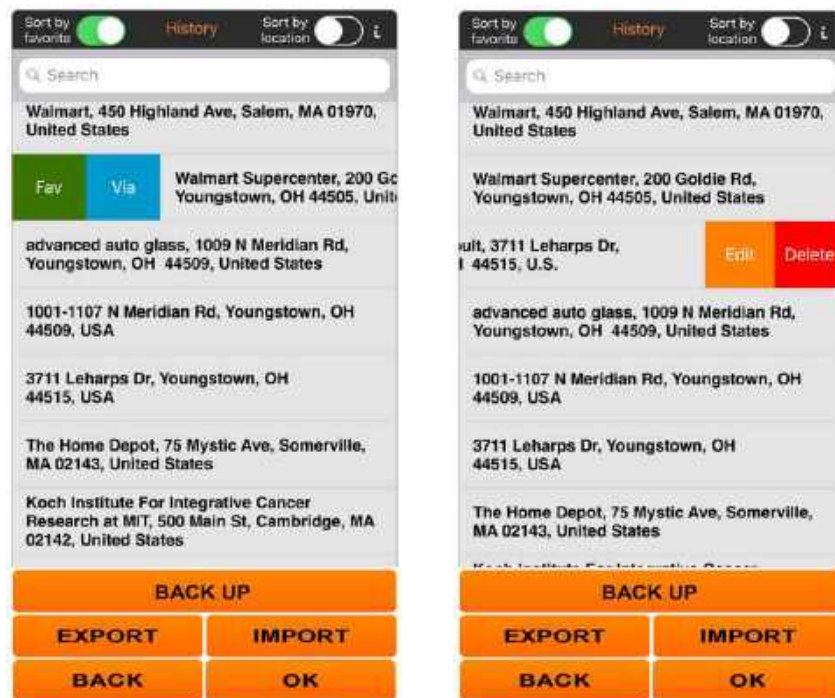 Sort by
favorite
History
Sort by
location
i
Search
Walmart, 450 Highland Ave, Salem, MA 01970,
United States
Fav
Via
Walmart Supercenter, 200 Go
Youngstown, OH 44505, Unit
advanced auto glass, 1009 N Meridian Rd,
Youngstown, OH 44509, United States
1001-1107 N Meridian Rd, Youngstown, OH
44509, USA
3711 Leharps Dr, Youngstown, OH
44515, USA
The Home Depot, 75 Mystic Ave, Somerville,
MA 02143, United States
Koch Institute For Integrative Cancer
Research at MIT, 500 Main St, Cambridge, MA
02142, United States
BACK UP
EXPORT
IMPORT
BACK
OK
Sort by
favorite
History
Sort by
location
i
Search
Walmart, 450 Highland Ave, Salem, MA 01970,
United States
Walmart Supercenter, 200 Goldie Rd,
Youngstown, OH 44505, United States
ult, 3711 Leharps Dr,
44515, U.S.
Edit
Delete
advanced auto glass, 1009 N Meridian Rd,
Youngstown, OH 44509, United States
1001-1107 N Meridian Rd, Youngstown, OH
44509, USA
3711 Leharps Dr, Youngstown, OH
44515, USA
The Home Depot, 75 Mystic Ave, Somerville,
MA 02143, United States
Koch Institute For Integrative Cancer
BACK UP
EXPORT
IMPORT
BACK
OK